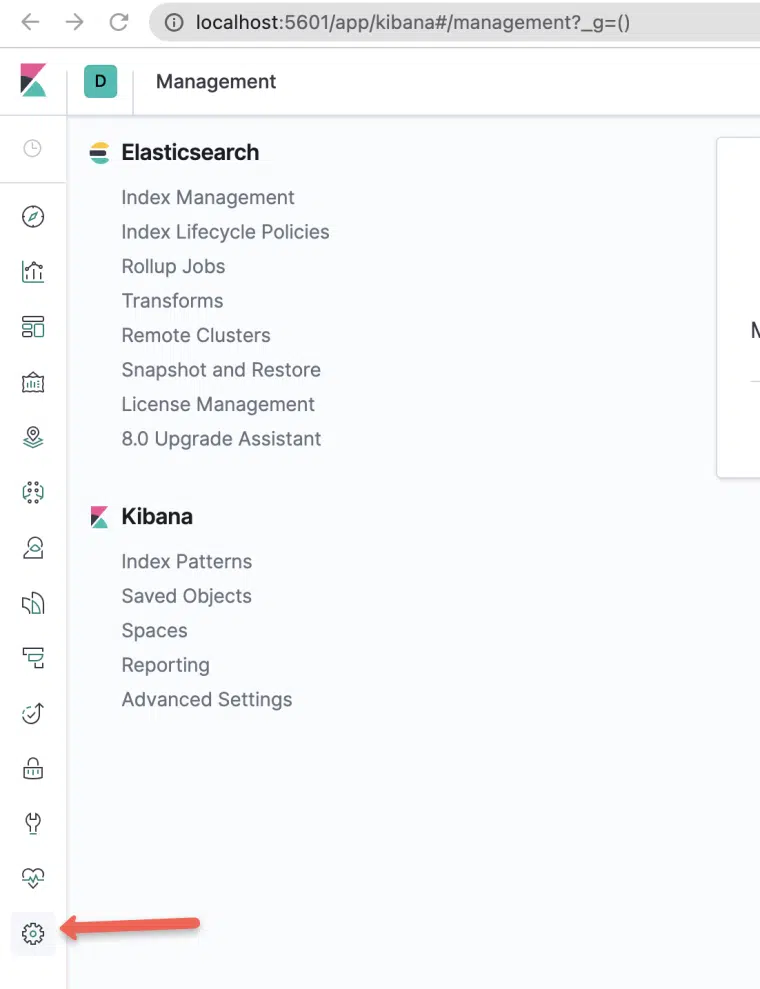 localhost:5601/app/kibana#/management?_g=()
D
Management
Elasticsearch
Index Management
Index Lifecycle Policies
Rollup Jobs
Transforms
Remote Clusters
Snapshot and Restore
License Management
8.0 Upgrade Assistant
Kibana
Index Patterns
Saved Objects
Spaces
Reporting
Advanced Settings